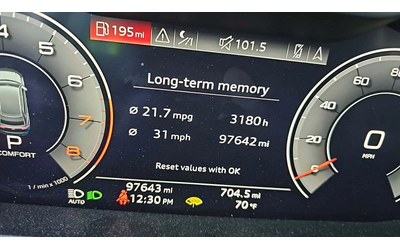 195 mi
101.5
Long-term memory
Ø 21.7 mpg 3180 h
Ø 31 mph 97642 mi
Reset values with OK
4 5 6 7 8
1 / min x 1000
P
COMFORT
0
MPH
0 20 40 60 80
AUTO
97643 mi 704.5 mi
12:30 PM 70 °F